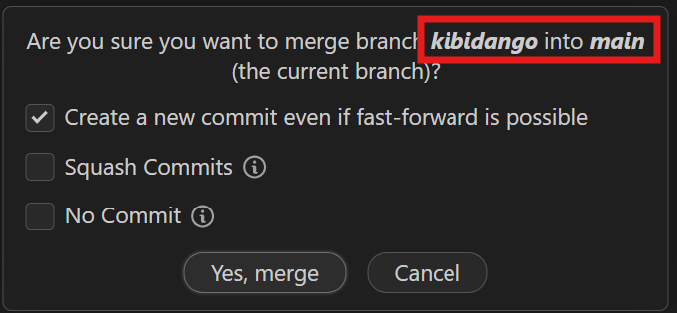 Are you sure you want to merge branch kibidango into main
(the current branch)?
Create a new commit even if fast-forward is possible
Squash Commits
No Commit
Yes, merge
Cancel